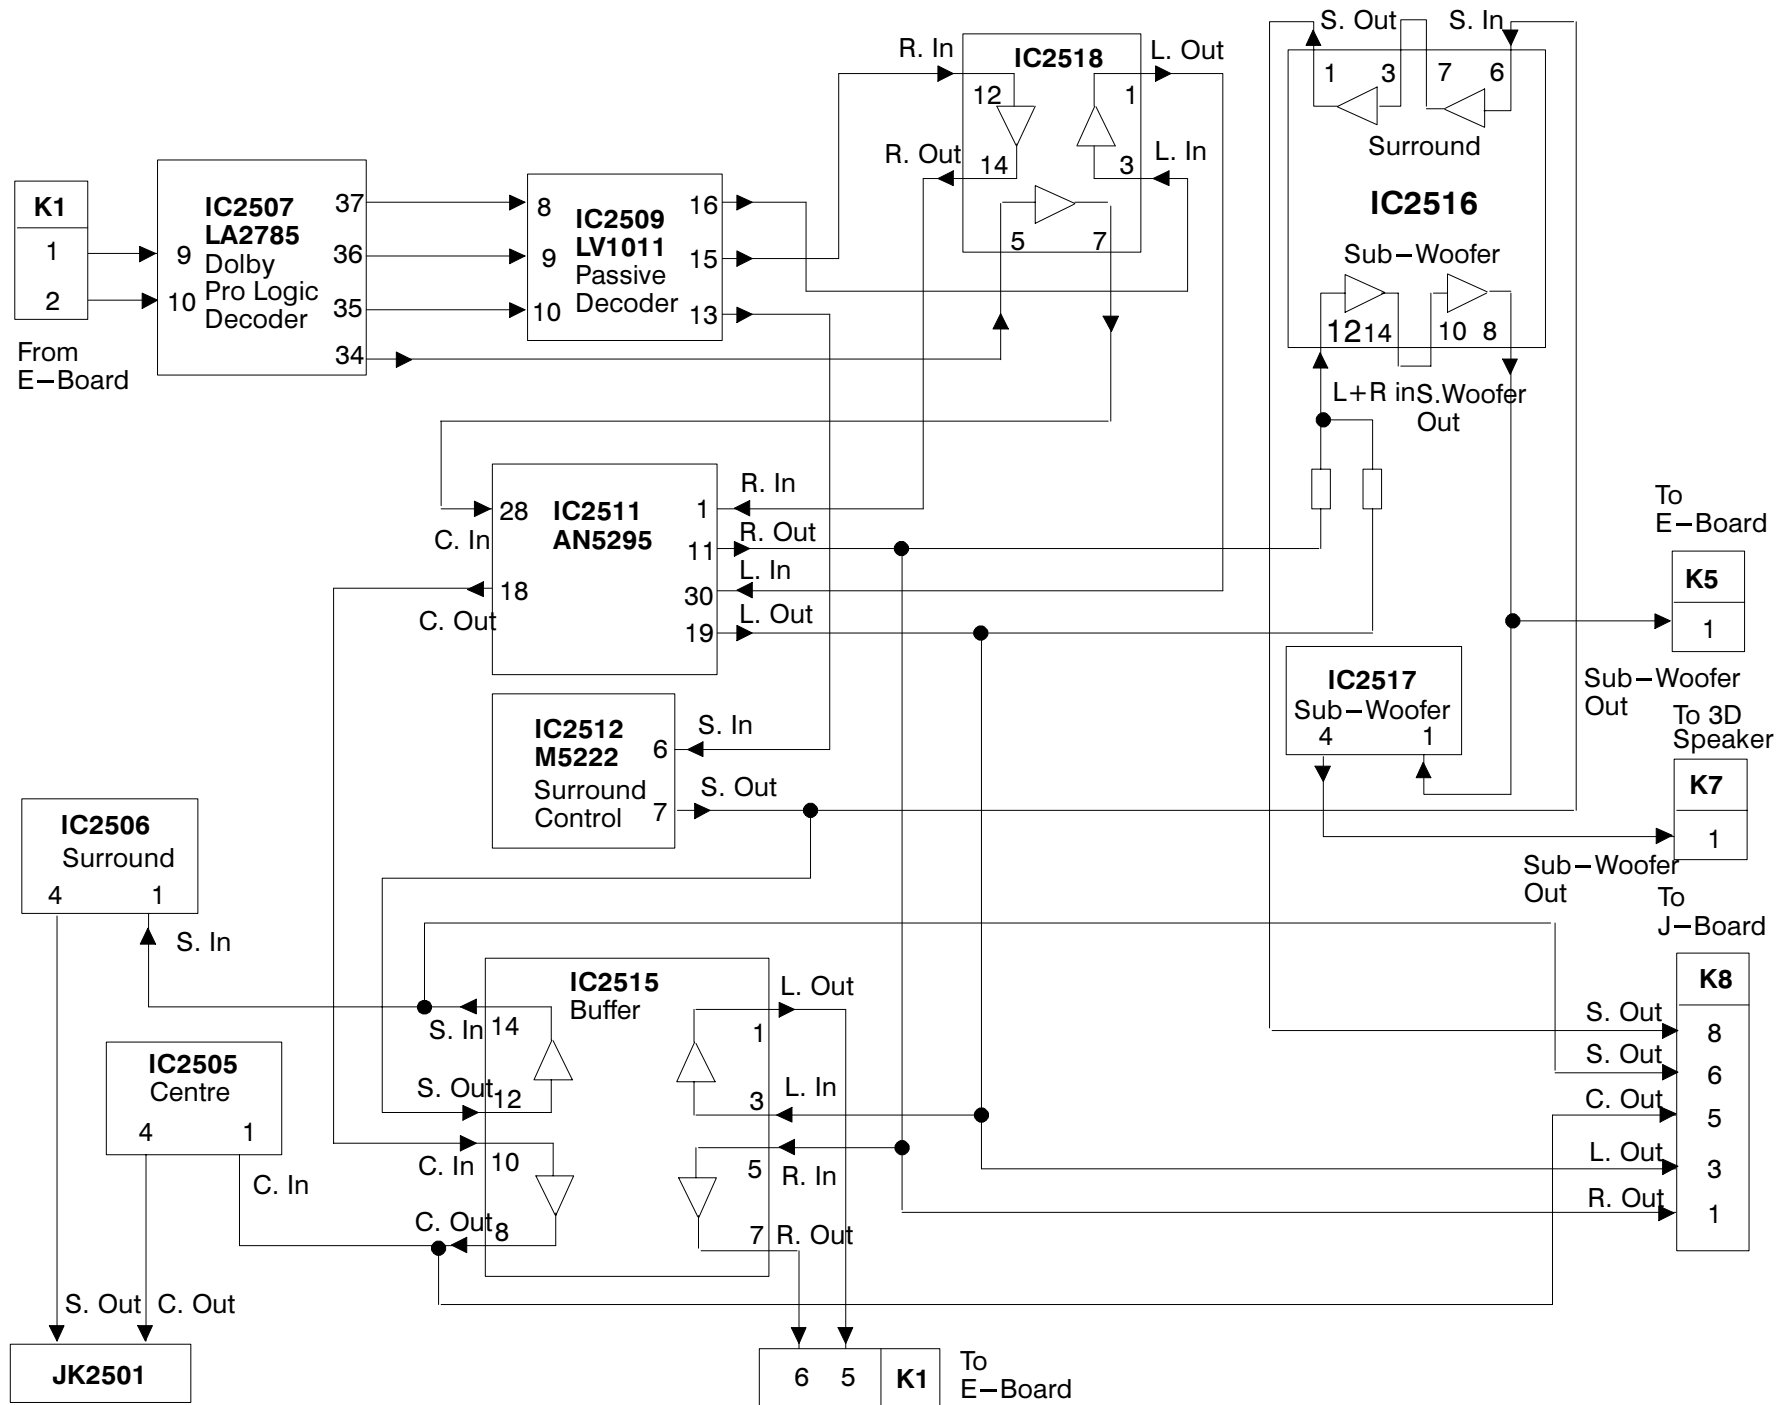 K1
1
2
From
E−Board
IC2507
LA2785
Dolby
Pro Logic
Decoder
9
10
37
36
35
34
IC2509
LV1011
Passive
Decoder
8
9
10
16
15
13
IC2518
R. In
12
R. Out
14
L. Out
1
L. In
3
5
7
S. Out
S. In
1
3
7
6
Surround
IC2516
Sub−Woofer
12
14
10
8
L+R in
S.Woofer
Out
IC2511
AN5295
28
C. In
18
C. Out
R. In
1
R. Out
11
L. In
30
L. Out
19
IC2512
M5222
Surround
Control
6
S. In
7
S. Out
To
E−Board
K5
1
Sub−Woofer
Out
IC2517
Sub−Woofer
4
1
To 3D
Speaker
K7
1
Sub−Woofer
Out
To
J−Board
K8
S. Out
8
S. Out
6
C. Out
5
L. Out
3
R. Out
1
IC2506
Surround
4
1
S. In
IC2505
Centre
4
1
C. In
S. Out
C. Out
JK2501
IC2515
Buffer
S. In
14
S. Out
12
C. In
10
C. Out
8
L. Out
1
L. In
3
5
R. In
7
R. Out
6
5
K1
To
E−Board